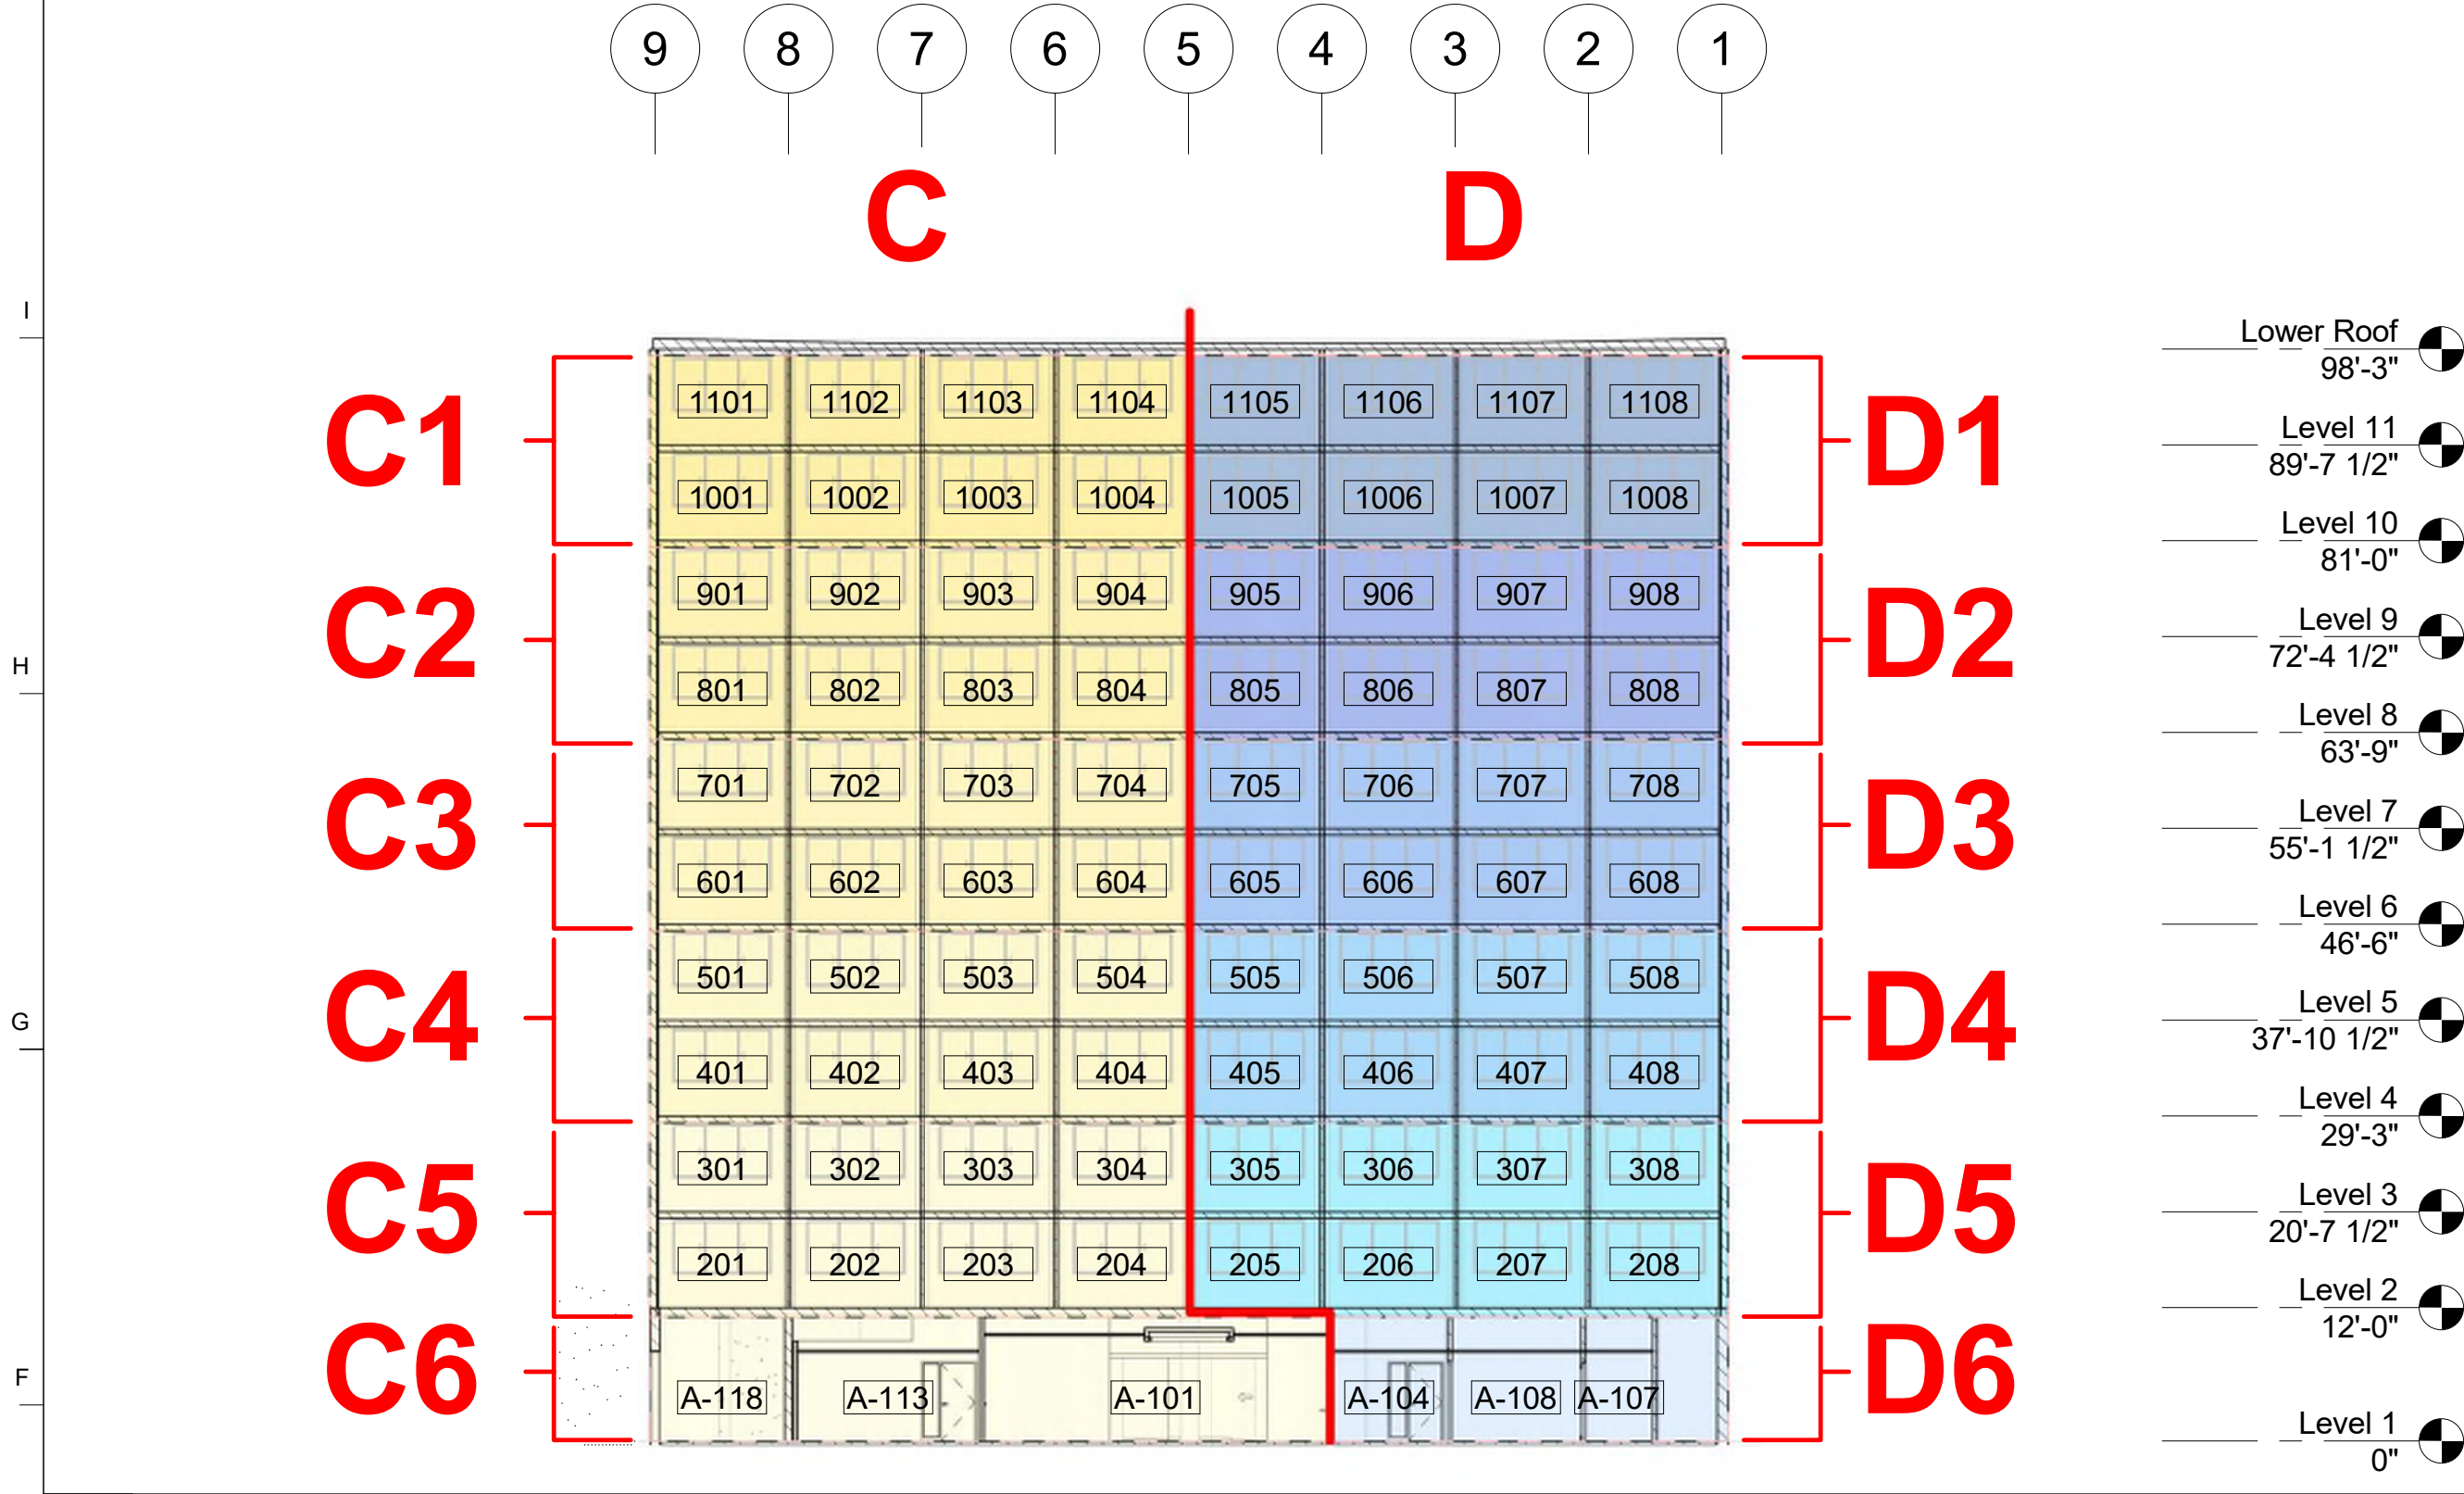 9 8 7 6 5 4 3 2 1
C D
I
Lower Roof
98'-3"
C1
1101 1102 1103 1104 1105 1106 1107 1108
D1
Level 11
89'-7 1/2"
1001 1002 1003 1004 1005 1006 1007 1008
Level 10
81'-0"
C2
901 902 903 904 905 906 907 908
D2
Level 9
72'-4 1/2"
H
801 802 803 804 805 806 807 808
Level 8
63'-9"
C3
701 702 703 704 705 706 707 708
D3
Level 7
55'-1 1/2"
601 602 603 604 605 606 607 608
Level 6
46'-6"
C4
501 502 503 504 505 506 507 508
D4
Level 5
37'-10 1/2"
G
401 402 403 404 405 406 407 408
Level 4
29'-3"
C5
301 302 303 304 305 306 307 308
D5
Level 3
20'-7 1/2"
201 202 203 204 205 206 207 208
Level 2
12'-0"
C6
D6
F
A-118 A-113 A-101 A-104 A-108 A-107
Level 1
0"